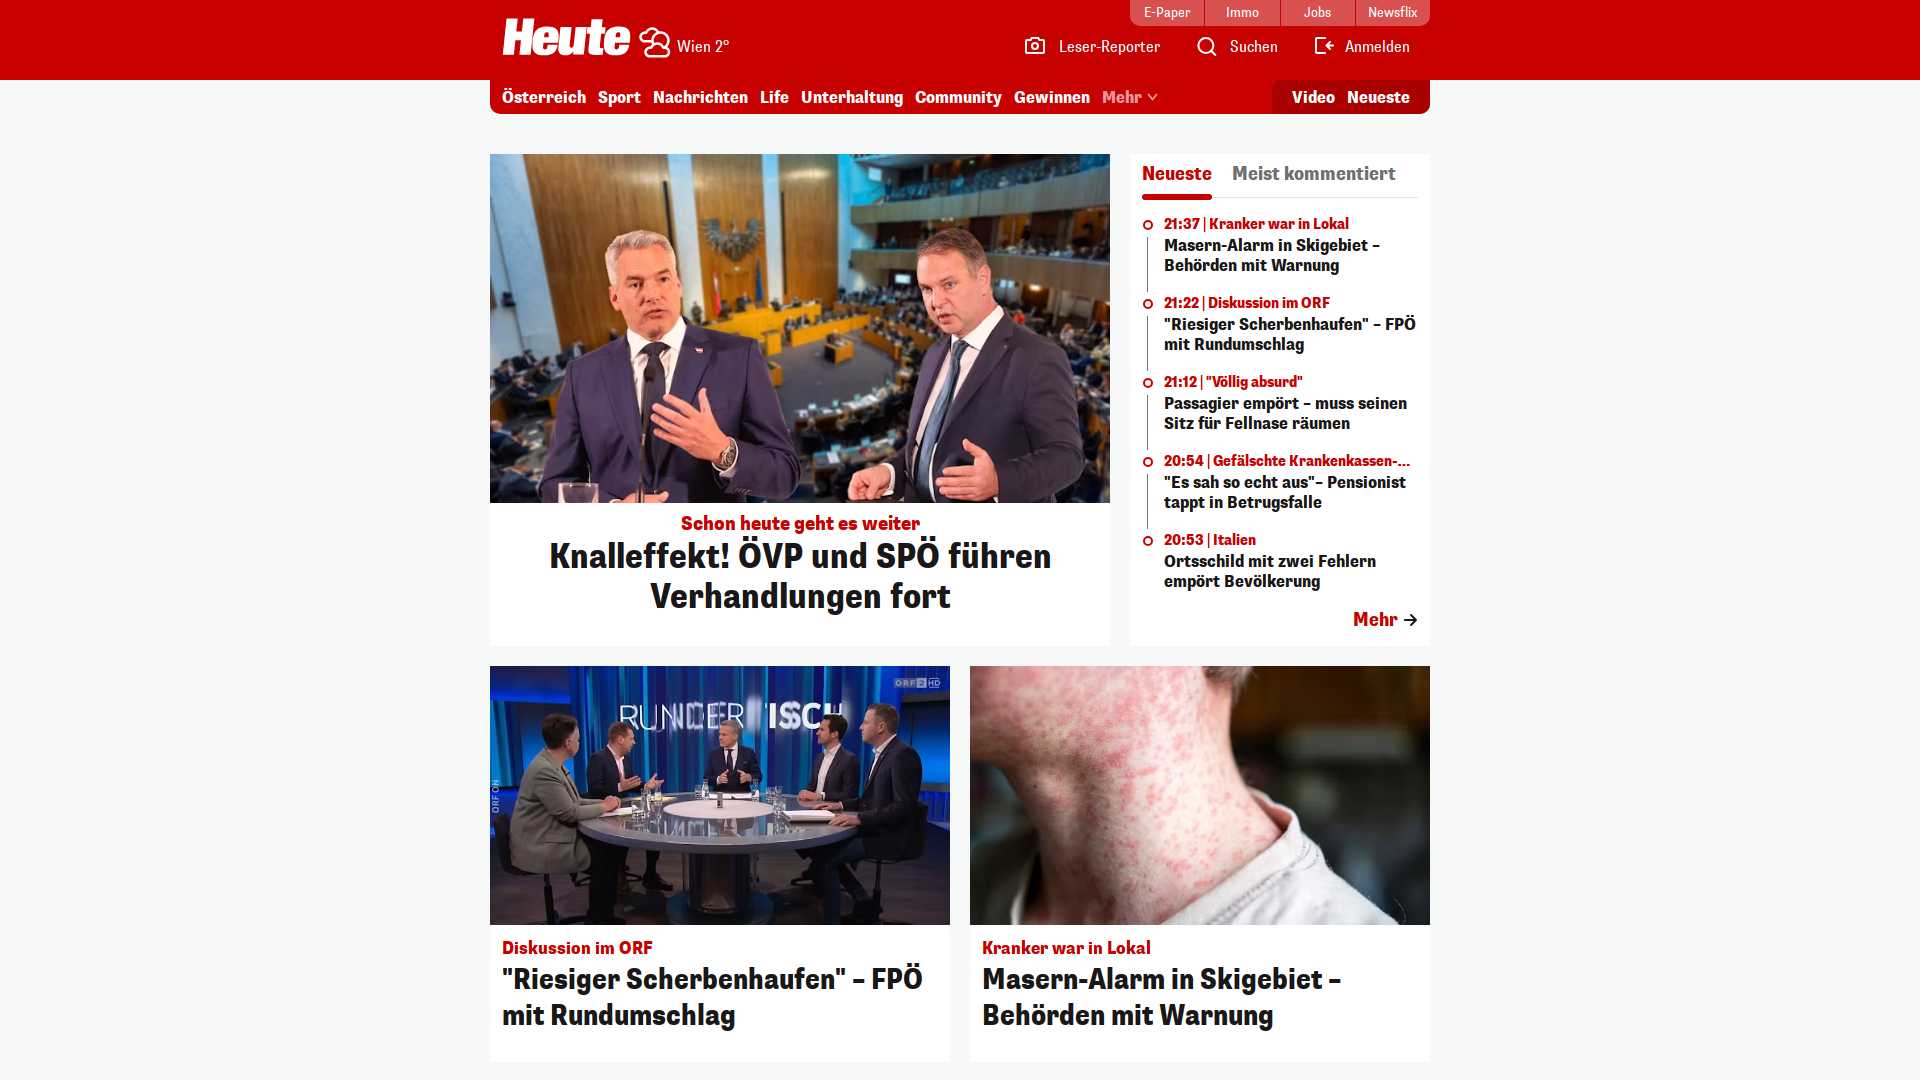 E-Paper
Immo
Jobs
Newsflix
Heute
Wien 2°
Leser-Reporter
Suchen
Anmelden
Österreich
Sport
Nachrichten
Life
Unterhaltung
Community
Gewinnen
Mehr
Video
Neueste
Schon heute geht es weiter
Knalleffekt! ÖVP und SPÖ führen
Verhandlungen fort
Neueste
Meist kommentiert
21:37 | Kranker war in Lokal
Masern-Alarm in Skigebiet –
Behörden mit Warnung
21:22 | Diskussion im ORF
"Riesiger Scherbenhaufen" – FPÖ
mit Rundumschlag
21:12 | "Völlig absurd"
Passagier empört – muss seinen
Sitz für Fellnase räumen
20:54 | Gefälschte Krankenkassen-...
"Es sah so echt aus"– Pensionist
tappt in Betrugsfalle
20:53 | Italien
Ortsschild mit zwei Fehlern
empört Bevölkerung
Mehr
ORF 2 HD
RUNDER TISCH
ORF ON
Diskussion im ORF
"Riesiger Scherbenhaufen" – FPÖ
mit Rundumschlag
Kranker war in Lokal
Masern-Alarm in Skigebiet –
Behörden mit Warnung